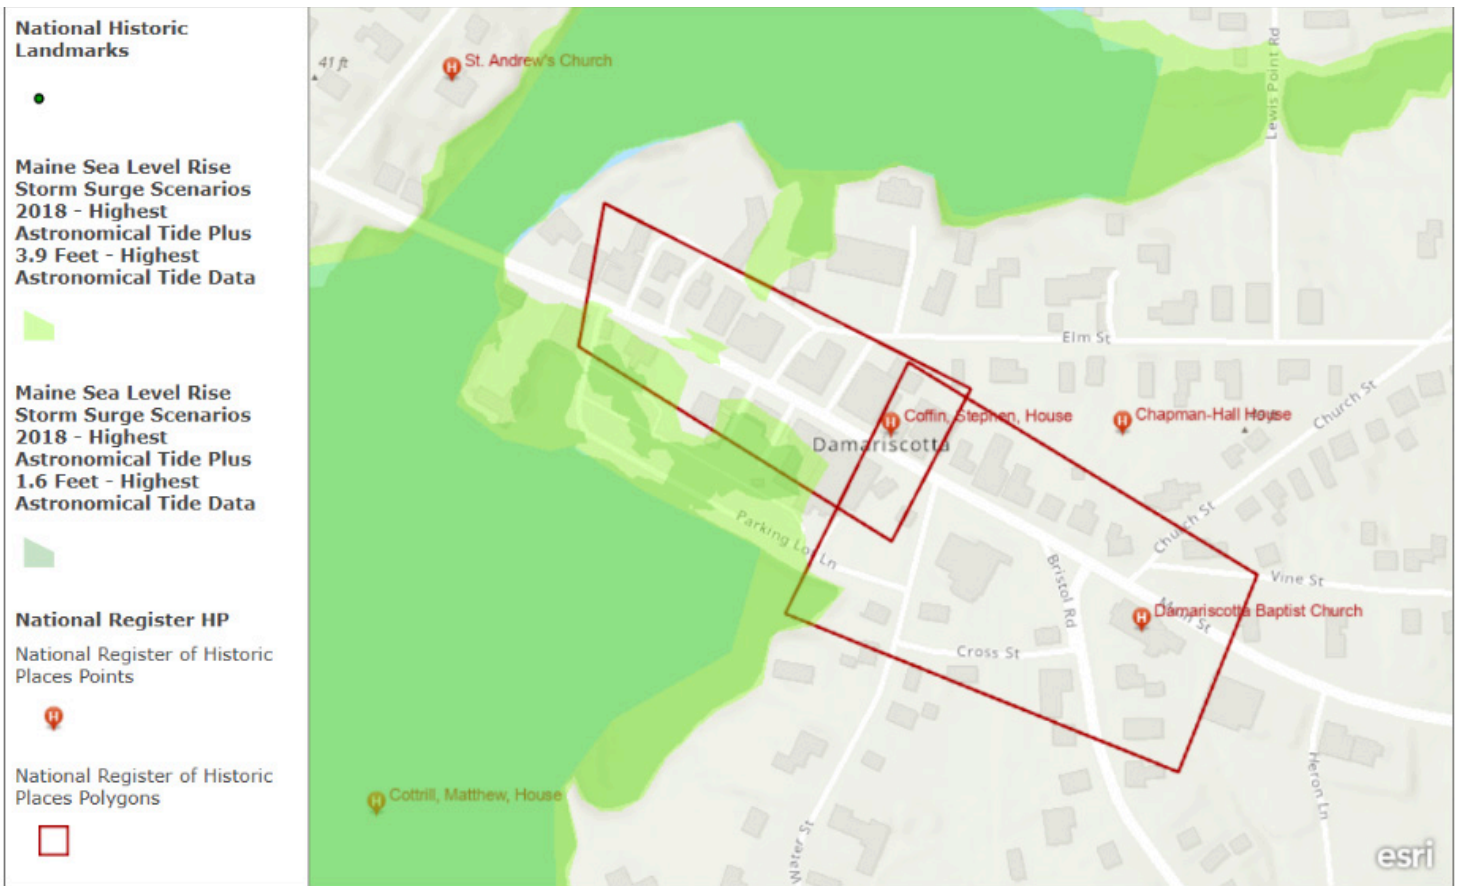 National Historic
Landmarks
Maine Sea Level Rise
Storm Surge Scenarios
2018 - Highest
Astronomical Tide Plus
3.9 Feet - Highest
Astronomical Tide Data
Maine Sea Level Rise
Storm Surge Scenarios
2018 - Highest
Astronomical Tide Plus
1.6 Feet - Highest
Astronomical Tide Data
National Register HP
National Register of Historic
Places Points
National Register of Historic
Places Polygons
41 ft
St. Andrew's Church
Lewis Point Rd
Elm St
Church St
Coffin, Stephen, House
Chapman-Hall House
Damariscotta
Parking Lot Ln
Church St
Bristol Rd
Vine St
Main St
Damariscotta Baptist Church
Cross St
Heron Ln
Cottrill, Matthew, House
Water St
esri